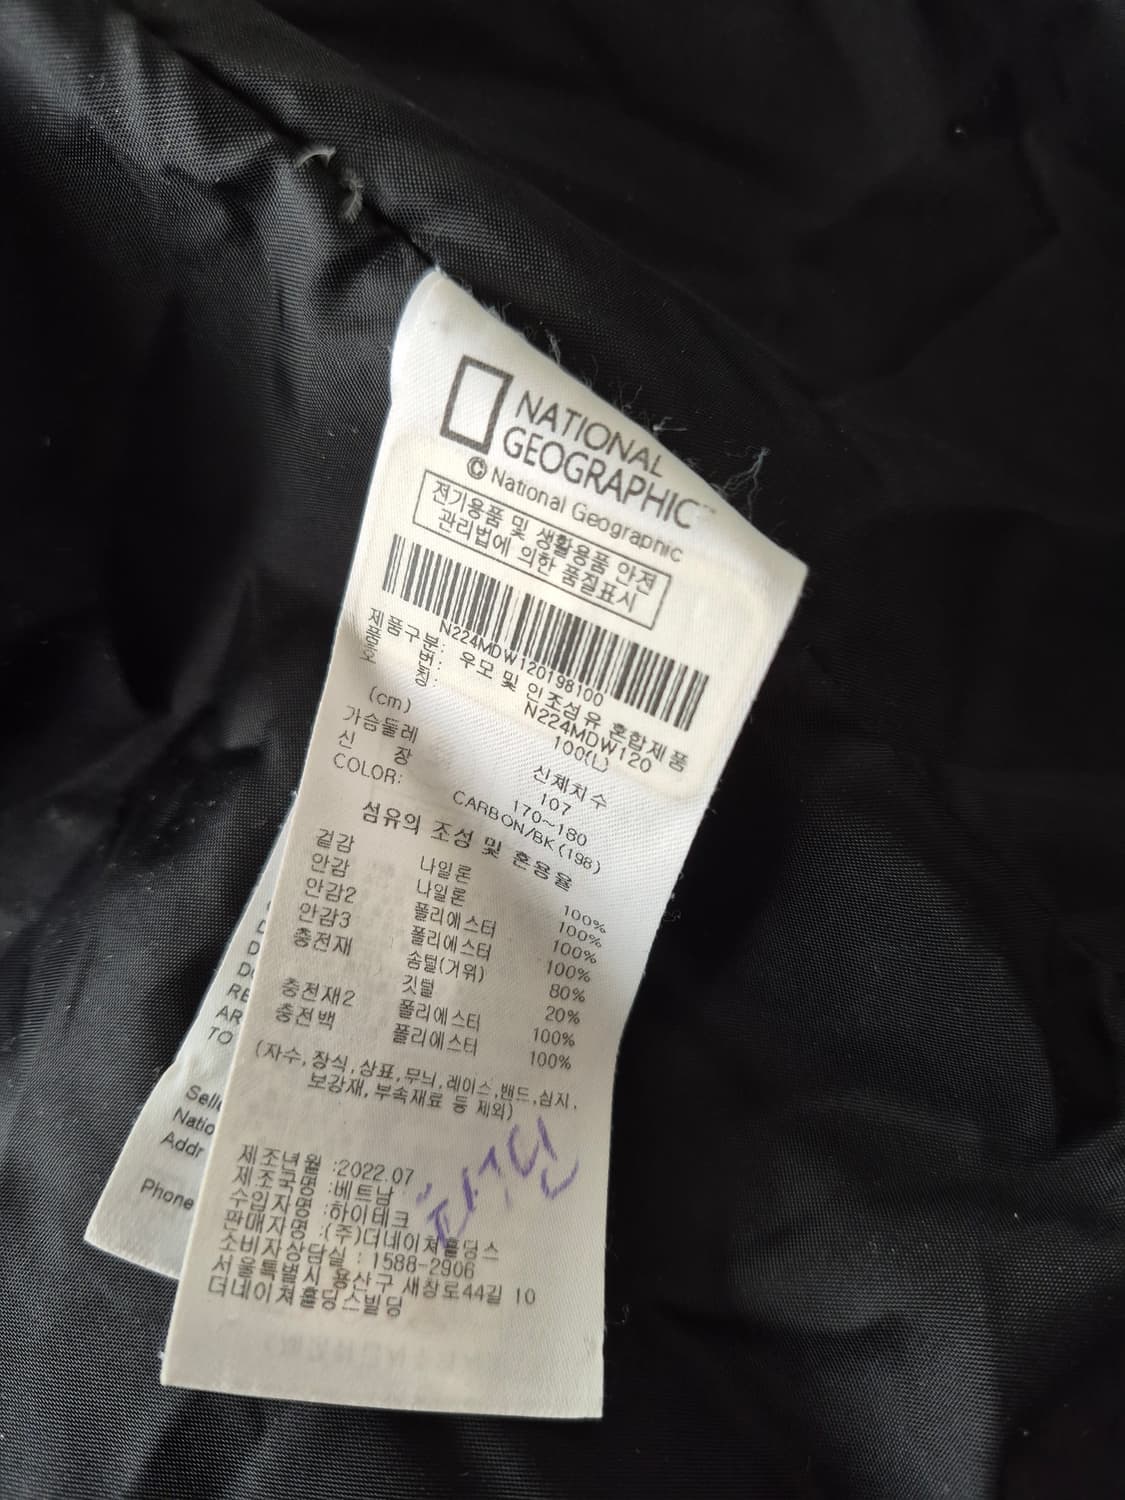 NATIONAL
GEOGRAPHIC™
© National Geographic
전기용품 및 생활용품 안전
관리법에 의한 품질표시
N224MDW120198100
제품구분: 우모 및 인조섬유 혼합제품
품 번: N224MDW120
호 칭: 100(L)
(cm) 신체치수
가슴둘레 107
신 장 170~180
COLOR: CARBON/BK(198)
섬유의 조성 및 혼용율
겉감 나일론 100%
안감 나일론 100%
안감2 폴리에스터 100%
안감3 폴리에스터 100%
충전재 솜털(거위) 80%
깃털 20%
충전재2 폴리에스터 100%
충전백 폴리에스터 100%
(자수,장식,상표,무늬,레이스,밴드,심지,
보강재,부속재료 등 제외)
제조년월 :2022.07
제조국명 :베트남
수입자명 :하이테크
판매자명 :(주)더네이쳐홀딩스
소비자상담실 : 1588-2906
서울특별시 용산구 새창로44길 10
더네이쳐홀딩스빌딩
D
D
RE
AR
TO
Selle
Natio
Addr
Phone